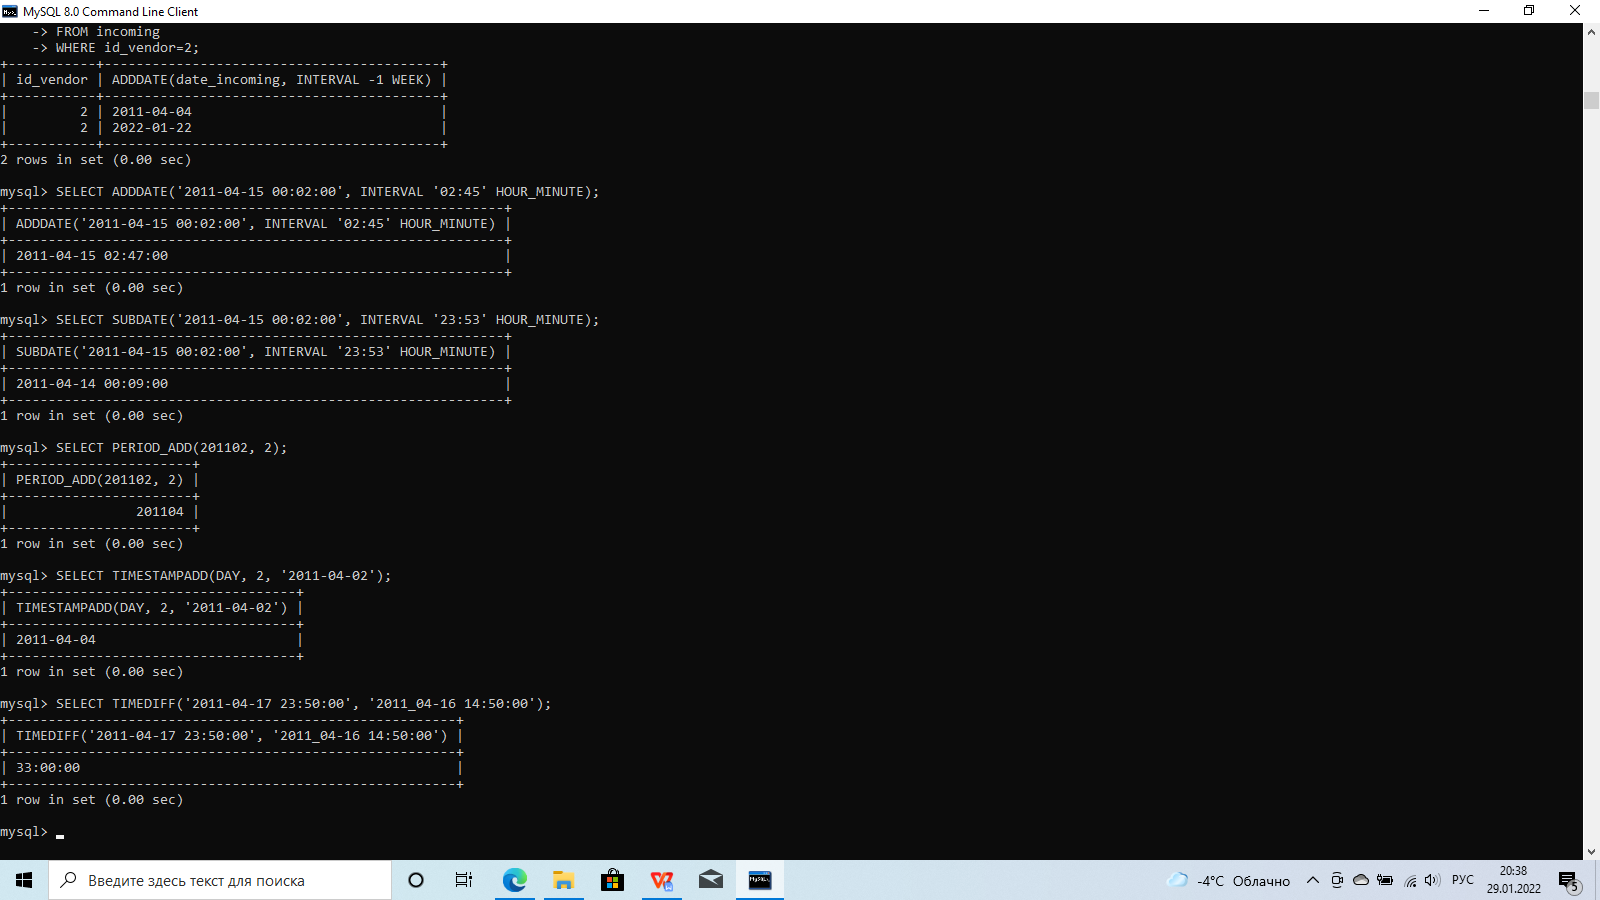 MySQL 8.0 Command Line Client
    -> FROM incoming
    -> WHERE id_vendor=2;
+-----------+------------------------------------------+
| id_vendor | ADDDATE(date_incoming, INTERVAL -1 WEEK) |
+-----------+------------------------------------------+
|         2 | 2011-04-04                               |
|         2 | 2022-01-22                               |
+-----------+------------------------------------------+
2 rows in set (0.00 sec)
mysql> SELECT ADDDATE('2011-04-15 00:02:00', INTERVAL '02:45' HOUR_MINUTE);
+--------------------------------------------------------------+
| ADDDATE('2011-04-15 00:02:00', INTERVAL '02:45' HOUR_MINUTE) |
+--------------------------------------------------------------+
| 2011-04-15 02:47:00                                          |
+--------------------------------------------------------------+
1 row in set (0.00 sec)
mysql> SELECT SUBDATE('2011-04-15 00:02:00', INTERVAL '23:53' HOUR_MINUTE);
+--------------------------------------------------------------+
| SUBDATE('2011-04-15 00:02:00', INTERVAL '23:53' HOUR_MINUTE) |
+--------------------------------------------------------------+
| 2011-04-14 00:09:00                                          |
+--------------------------------------------------------------+
1 row in set (0.00 sec)
mysql> SELECT PERIOD_ADD(201102, 2);
+-----------------------+
| PERIOD_ADD(201102, 2) |
+-----------------------+
|                201104 |
+-----------------------+
1 row in set (0.00 sec)
mysql> SELECT TIMESTAMPADD(DAY, 2, '2011-04-02');
+------------------------------------+
| TIMESTAMPADD(DAY, 2, '2011-04-02') |
+------------------------------------+
| 2011-04-04                         |
+------------------------------------+
1 row in set (0.00 sec)
mysql> SELECT TIMEDIFF('2011-04-17 23:50:00', '2011_04-16 14:50:00');
+--------------------------------------------------------+
| TIMEDIFF('2011-04-17 23:50:00', '2011_04-16 14:50:00') |
+--------------------------------------------------------+
| 33:00:00                                               |
+--------------------------------------------------------+
1 row in set (0.00 sec)
mysql> _
Введите здесь текст для поиска
-4°C Облачно
РУС
20:38
29.01.2022
5